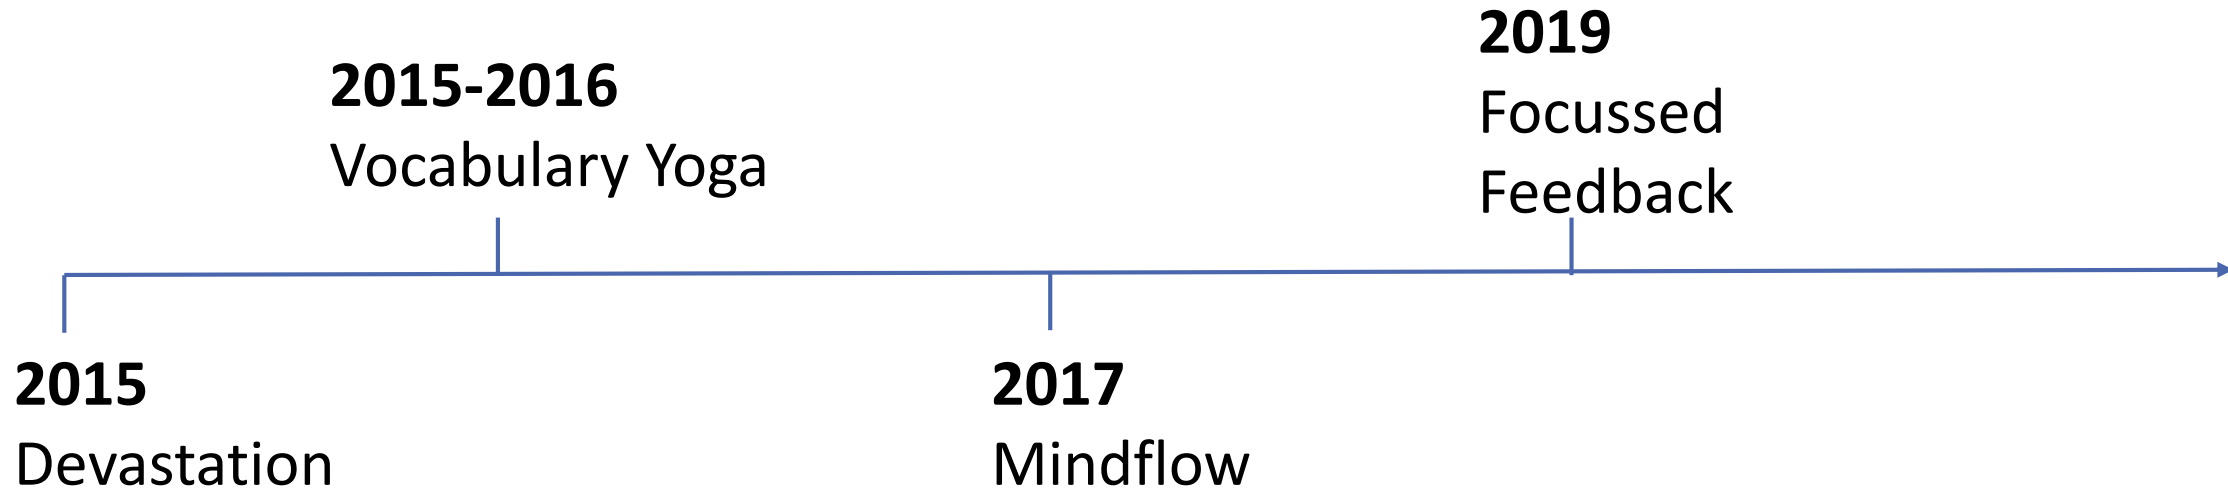 2015
Devastation
2015-2016
Vocabulary Yoga
2017
Mindflow
2019
Focussed
Feedback